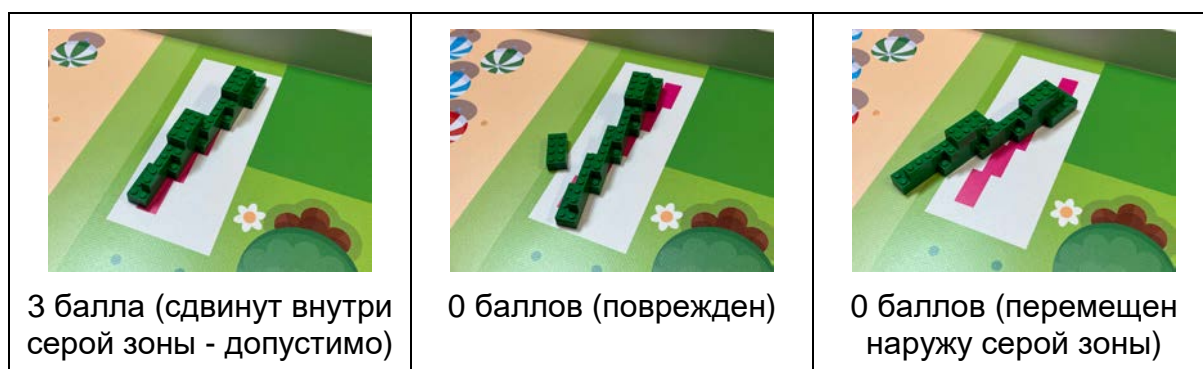 3 балла (сдвинут внутри
серой зоны - допустимо)
0 баллов (поврежден)
0 баллов (перемещен
наружу серой зоны)